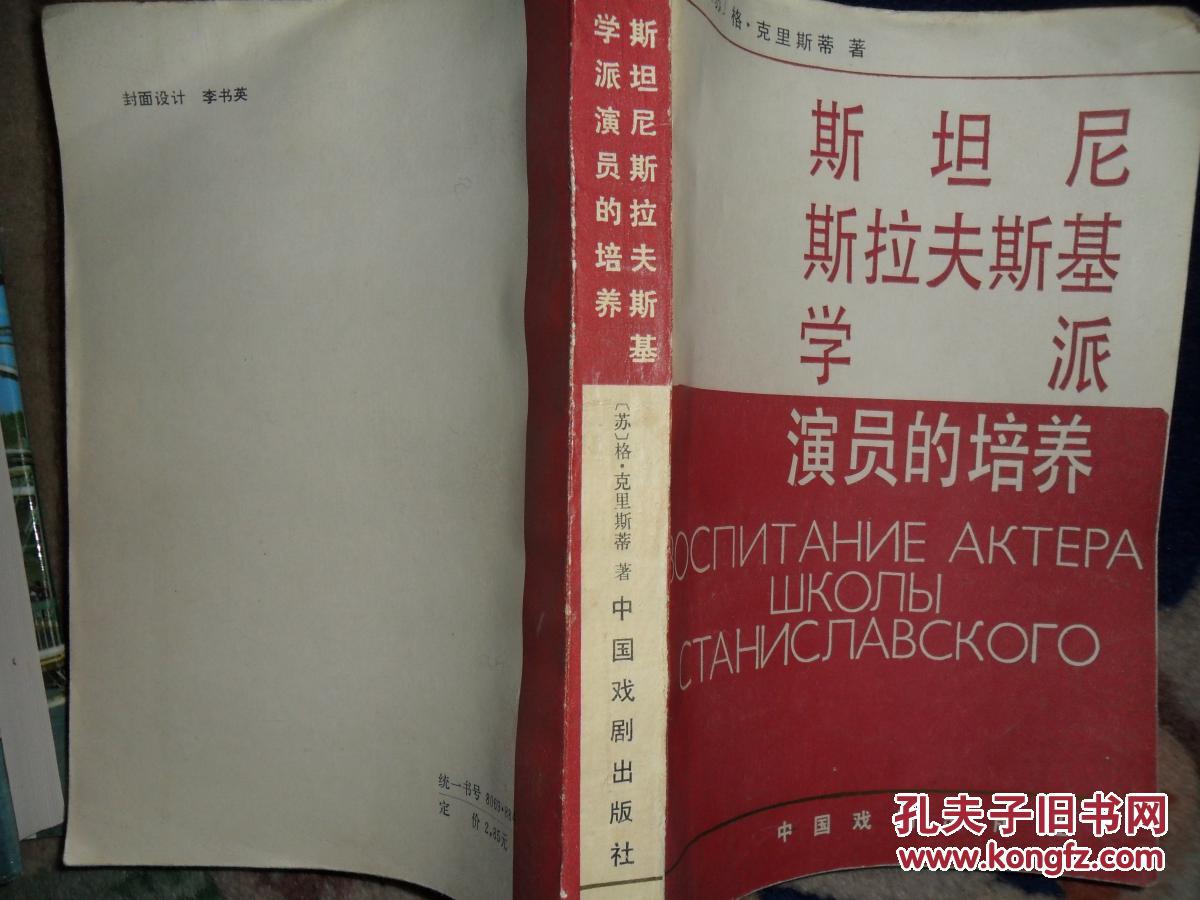 封面设计 李书英
统一书号 8069·88
定 价 2.85元
斯坦尼斯拉夫斯基
学派演员的培养
〔苏〕格·克里斯蒂 著
中国戏剧出版社
格·克里斯蒂 著
斯坦尼
斯拉夫斯基
学派
演员的培养
ВОСПИТАНИЕ АКТЕРА
ШКОЛЫ
СТАНИСЛАВСКОГО
中国戏
孔夫子旧书网
www.kongfz.com